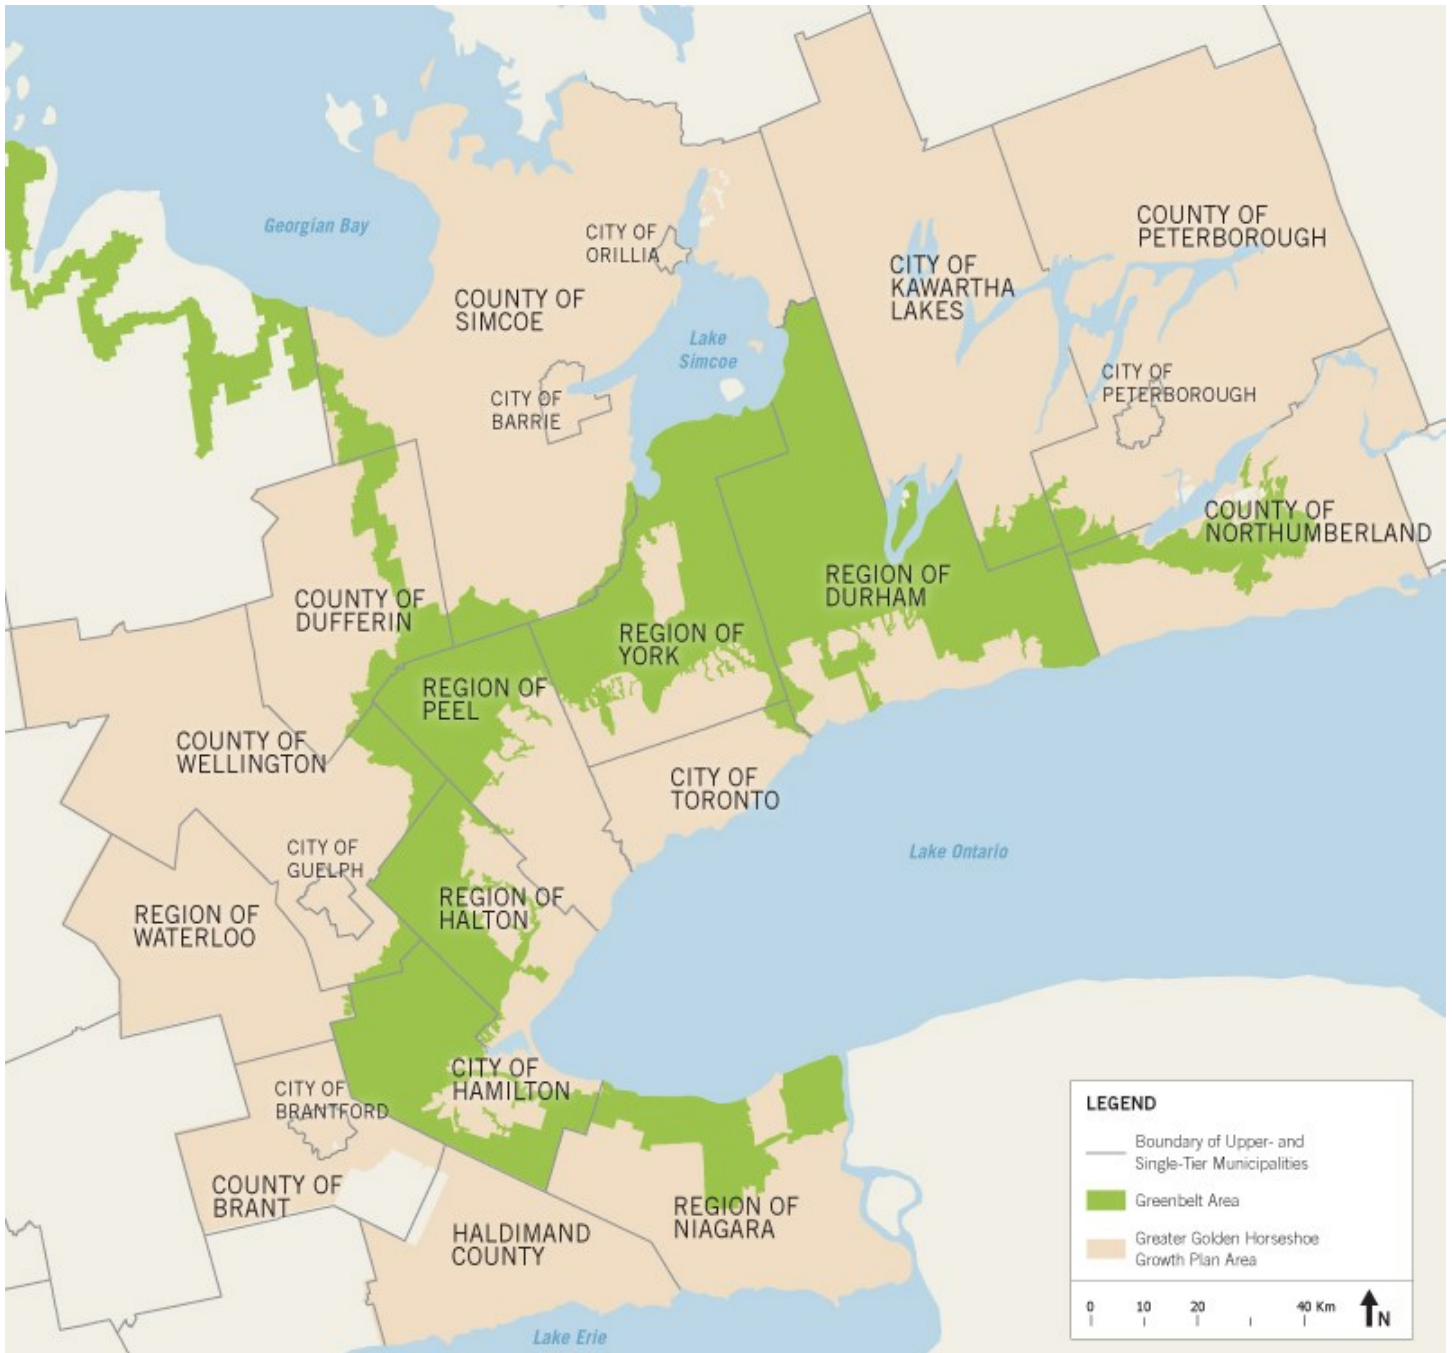 Georgian Bay
CITY OF
ORILLIA
COUNTY OF
PETERBOROUGH
CITY OF
KAWARTHA
LAKES
COUNTY OF
SIMCOE
Lake
Simcoe
CITY OF
PETERBOROUGH
CITY OF
BARRIE
COUNTY OF
NORTHUMBERLAND
REGION OF
DURHAM
COUNTY OF
DUFFERIN
REGION OF
YORK
REGION OF
PEEL
COUNTY OF
WELLINGTON
CITY OF
TORONTO
CITY OF
GUELPH
Lake Ontario
REGION OF
HALTON
REGION OF
WATERLOO
CITY OF
HAMILTON
CITY OF
BRANTFORD
COUNTY OF
BRANT
REGION OF
NIAGARA
HALDIMAND
COUNTY
Lake Erie
LEGEND
Boundary of Upper- and
Single-Tier Municipalities
Greenbelt Area
Greater Golden Horseshoe
Growth Plan Area
0 10 20 40 Km
N